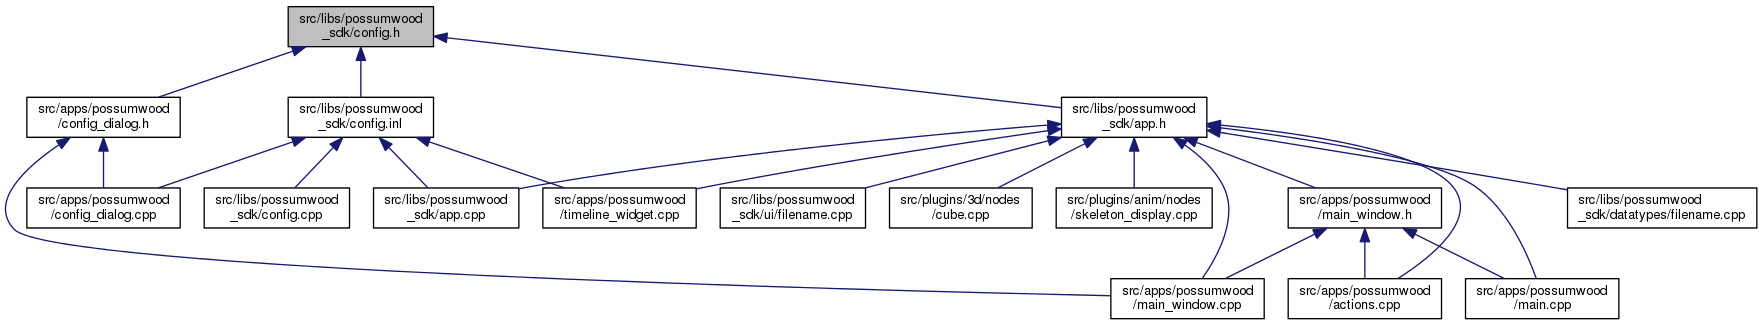 src/libs/possumwood
_sdk/config.h
src/apps/possumwood
/config_dialog.h
src/libs/possumwood
_sdk/config.inl
src/libs/possumwood
_sdk/app.h
src/apps/possumwood
/config_dialog.cpp
src/libs/possumwood
_sdk/config.cpp
src/libs/possumwood
_sdk/app.cpp
src/apps/possumwood
/timeline_widget.cpp
src/libs/possumwood
_sdk/ui/filename.cpp
src/plugins/3d/nodes
/cube.cpp
src/plugins/anim/nodes
/skeleton_display.cpp
src/apps/possumwood
/main_window.h
src/libs/possumwood
_sdk/datatypes/filename.cpp
src/apps/possumwood
/main_window.cpp
src/apps/possumwood
/actions.cpp
src/apps/possumwood
/main.cpp